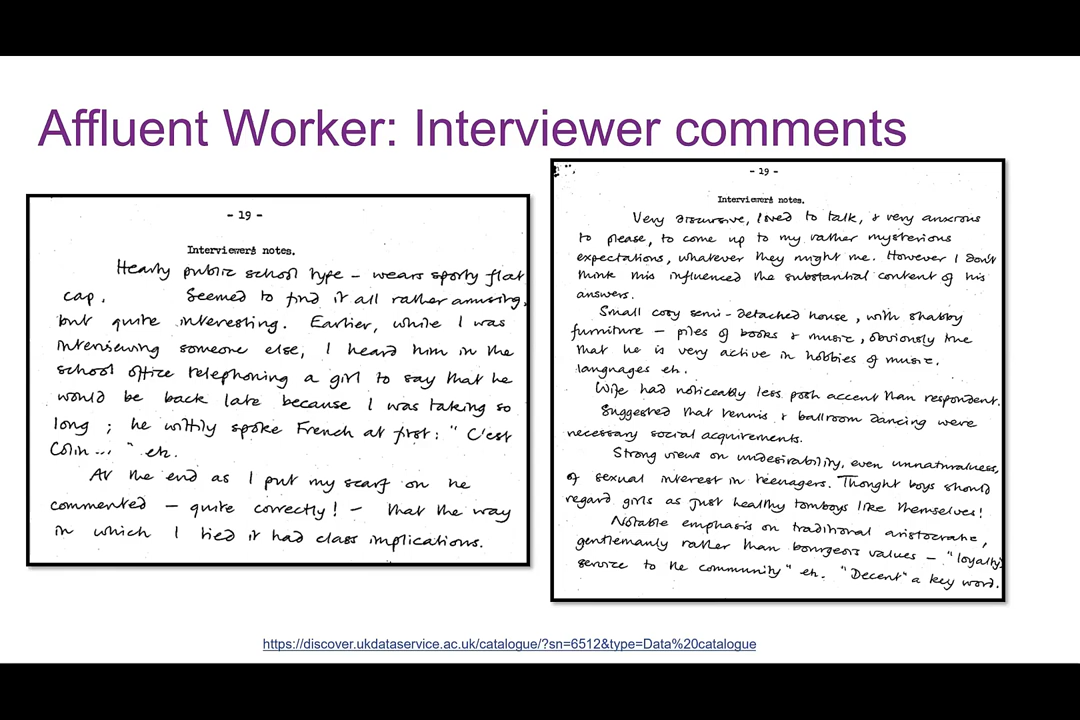 Affluent Worker: Interviewer comments
- 19 -
Interviewers notes.
Hearty public school type – wears sporty flat
cap. Seemed to find it all rather amusing,
but quite interesting. Earlier, while I was
interviewing someone else, I heard him in the
school office telephoning a girl to say that he
would be back late because I was taking so
long ; he wittily spoke French at first : " C'est
Colin ... " etc.
At the end as I put my scarf on he
commented – quite correctly ! – that the way
in which I tied it had class implications.
- 19 -
Interviewers notes.
Very discursive, loved to talk, & very anxious
to please, to come up to my rather mysterious
expectations, whatever they might me. However I don't
think this influenced the substantial content of his
answers.
Small cosy semi-detached house, with shabby
furniture – piles of books & music, obviously true
that he is very active in hobbies of music,
languages etc.
Wife had noticeably less posh accent than respondent.
Suggested that tennis & ballroom dancing were
necessary social acquirements.
Strong views on undesirability, even unnaturalness,
of sexual interest in teenagers. Thought boys should
regard girls as just healthy tomboys like themselves!
Notable emphasis on traditional aristocratic,
gentlemanly rather than bourgeois values – "loyalty,
service to the community" etc. "Decent" a key word.
https://discover.ukdataservice.ac.uk/catalogue/?sn=6512&type=Data%20catalogue